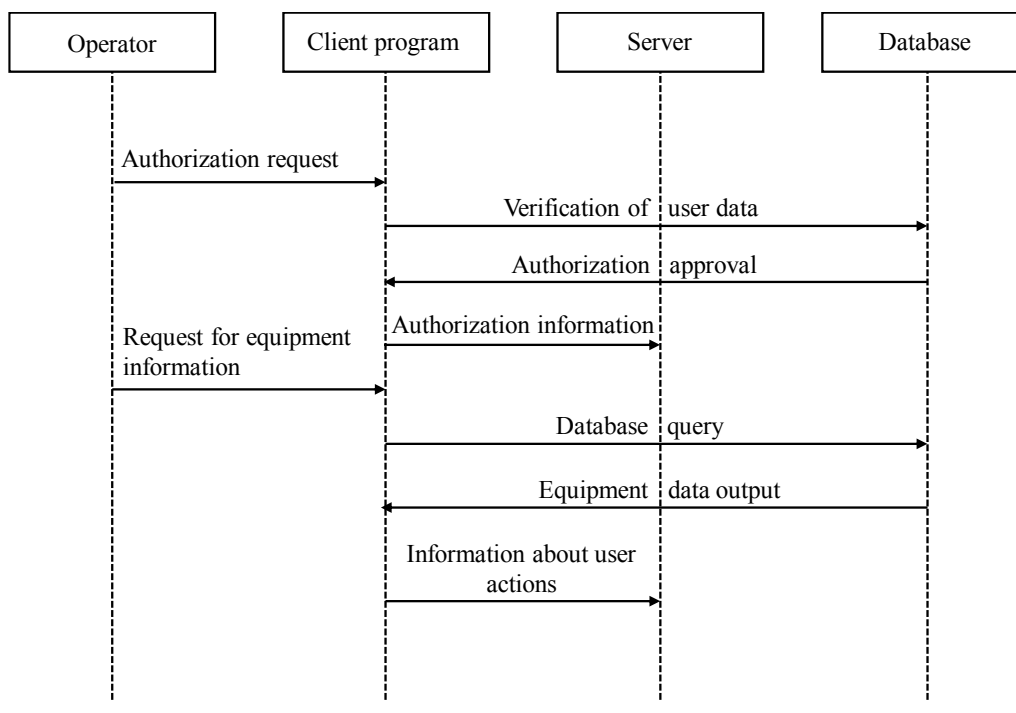 Operator
Client program
Server
Database
Authorization request
Verification of user data
Authorization approval
Authorization information
Request for equipment
information
Database query
Equipment data output
Information about user
actions